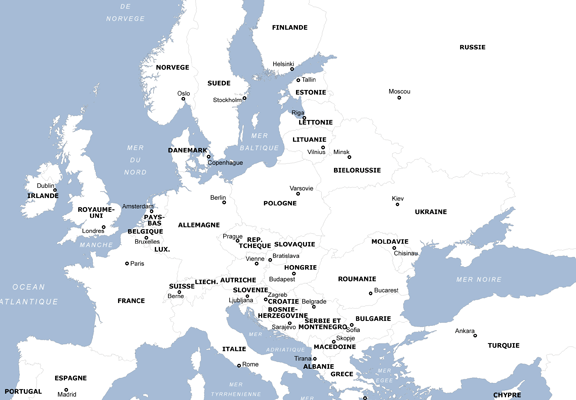 DE
NORVEGE
FINLANDE
RUSSIE
NORVEGE
Helsinki
SUEDE
Tallin
Oslo
ESTONIE
Stockholm
Moscou
Riga
LETTONIE
MER
BALTIQUE
LITUANIE
MER
DU
NORD
DANEMARK
Vilnius
Minsk
Copenhague
BIELORUSSIE
Dublin
IRLANDE
Varsovie
Berlin
Kiev
POLOGNE
Amsterdam
ROYAUME-
UNI
PAYS-
BAS
UKRAINE
Londres
ALLEMAGNE
BELGIQUE
Prague
REP.
TCHEQUE
SLOVAQUIE
MOLDAVIE
MANCHE
Bruxelles
LUX.
Chisinau
Bratislava
Vienne
Paris
HONGRIE
Budapest
ROUMANIE
MER NOIRE
LIECH.
AUTRICHE
SUISSE
OCEAN
ATLANTIQUE
Berne
SLOVENIE
Ljubljana
Zagreb
CROATIE
Bucarest
FRANCE
Belgrade
BOSNIE-
HERZEGOVINE
SERBIE ET
MONTENEGRO
BULGARIE
Sarajevo
Sofia
Ankara
MER
ADRIATIQUE
Skopje
MACEDOINE
TURQUIE
ITALIE
Tirana
Rome
ALBANIE
GRECE
MER
EGEE
ESPAGNE
MER
TYRRHENIENNE
PORTUGAL
Madrid
CHYPRE
MER